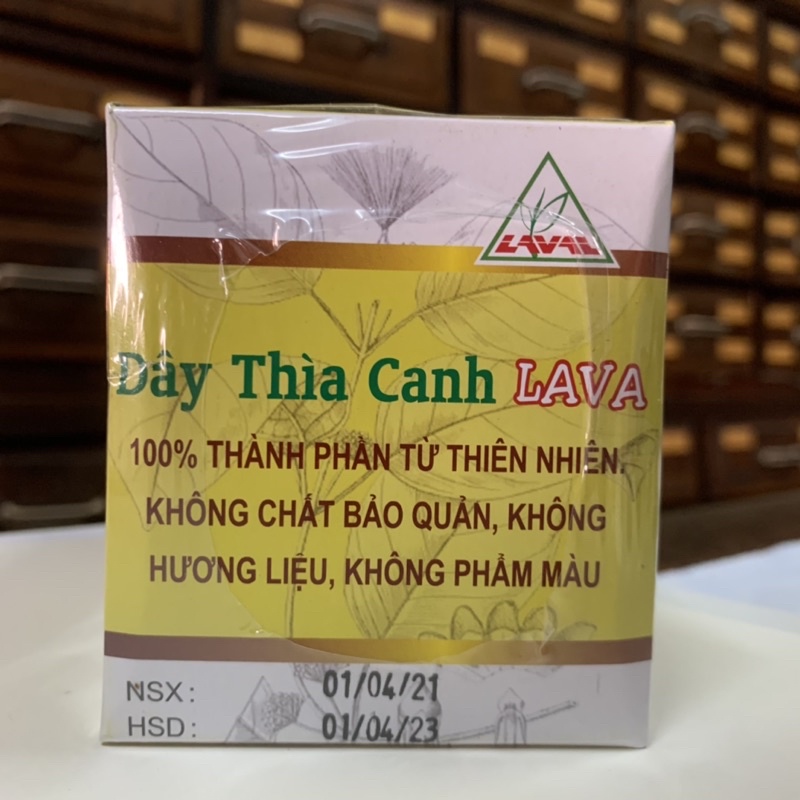 LAVAL
Dây Thìa Canh LAVA
100% THÀNH PHẦN TỪ THIÊN NHIÊN.
KHÔNG CHẤT BẢO QUẢN, KHÔNG
HƯƠNG LIỆU, KHÔNG PHẨM MÀU
NSX: 01/04/21
HSD: 01/04/23